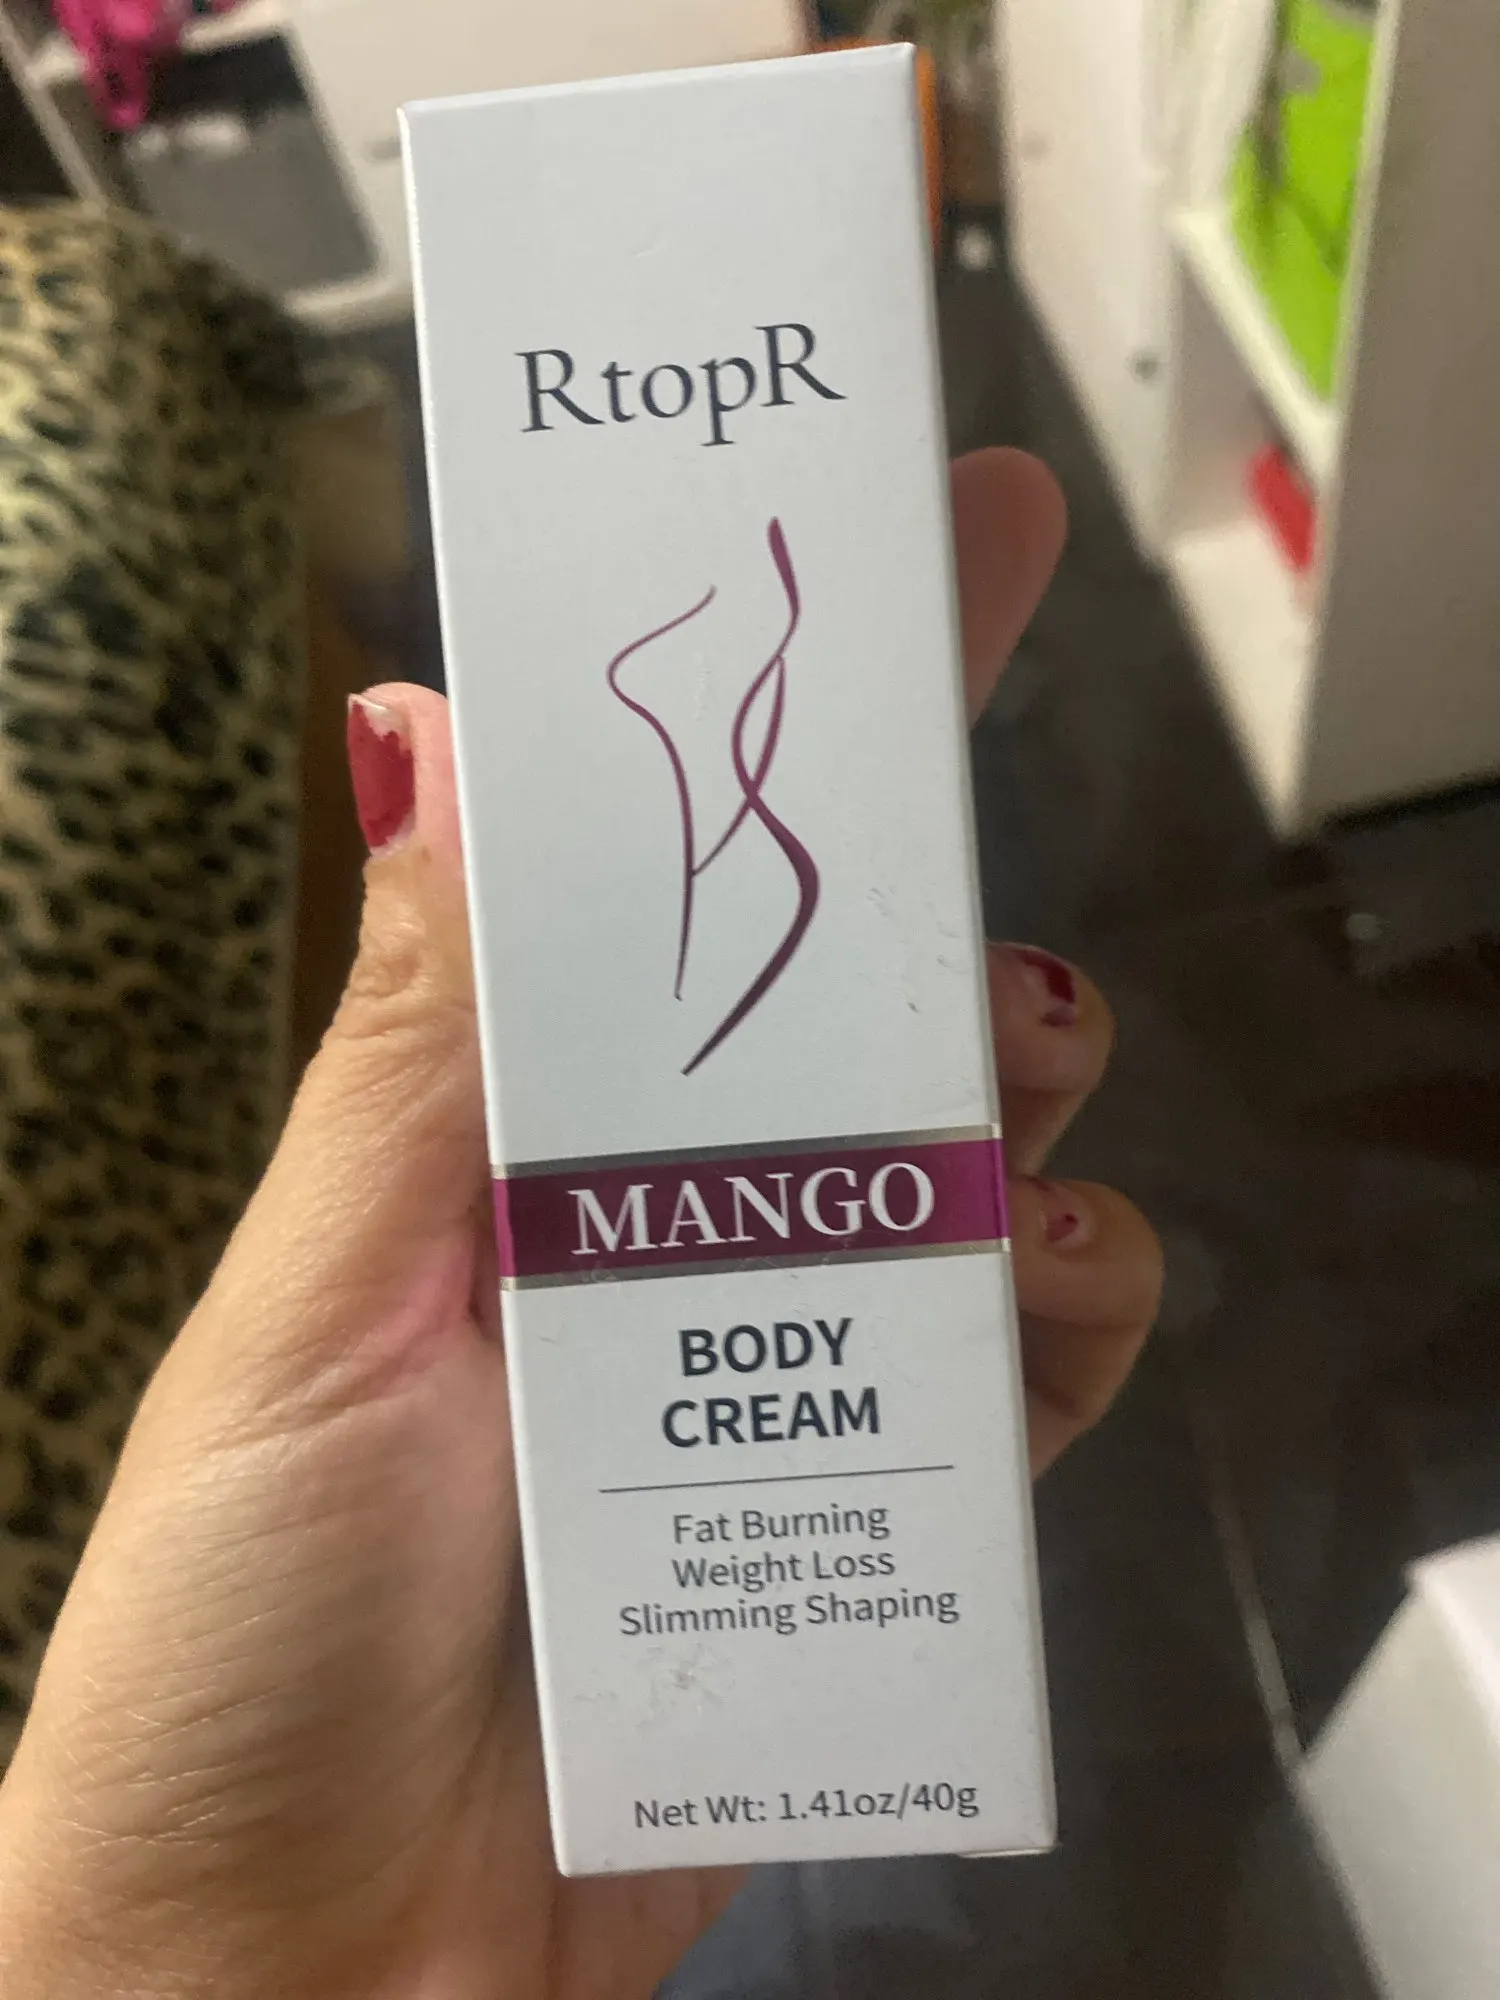 RtopR
MANGO
BODY
CREAM
Fat Burning
Weight Loss
Slimming Shaping
Net Wt: 1.41oz/40g